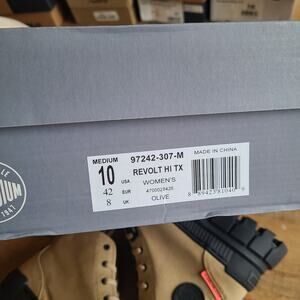 MEDIUM
97242-307-M
MADE IN CHINA
10 USA
REVOLT HI TX
42 EUR
WOMEN'S
8 UK
OLIVE